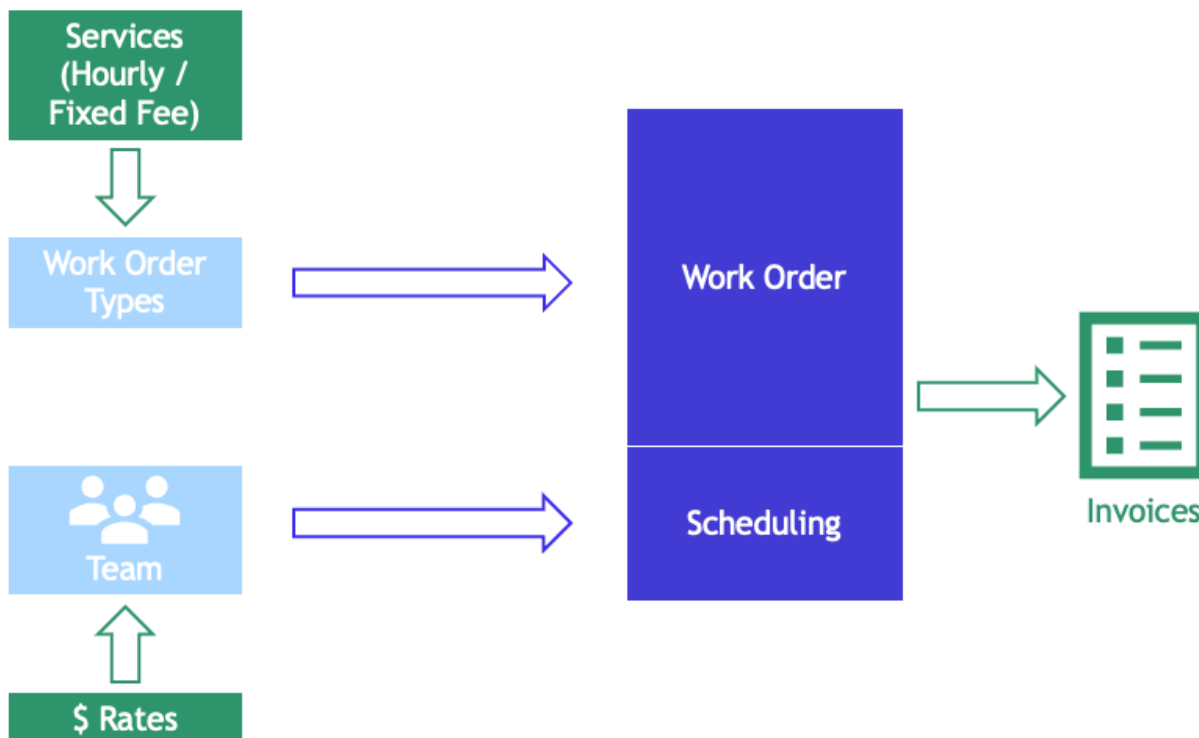 Services
(Hourly /
Fixed Fee)
Work Order
Types
Work Order
Team
Scheduling
Invoices
$ Rates